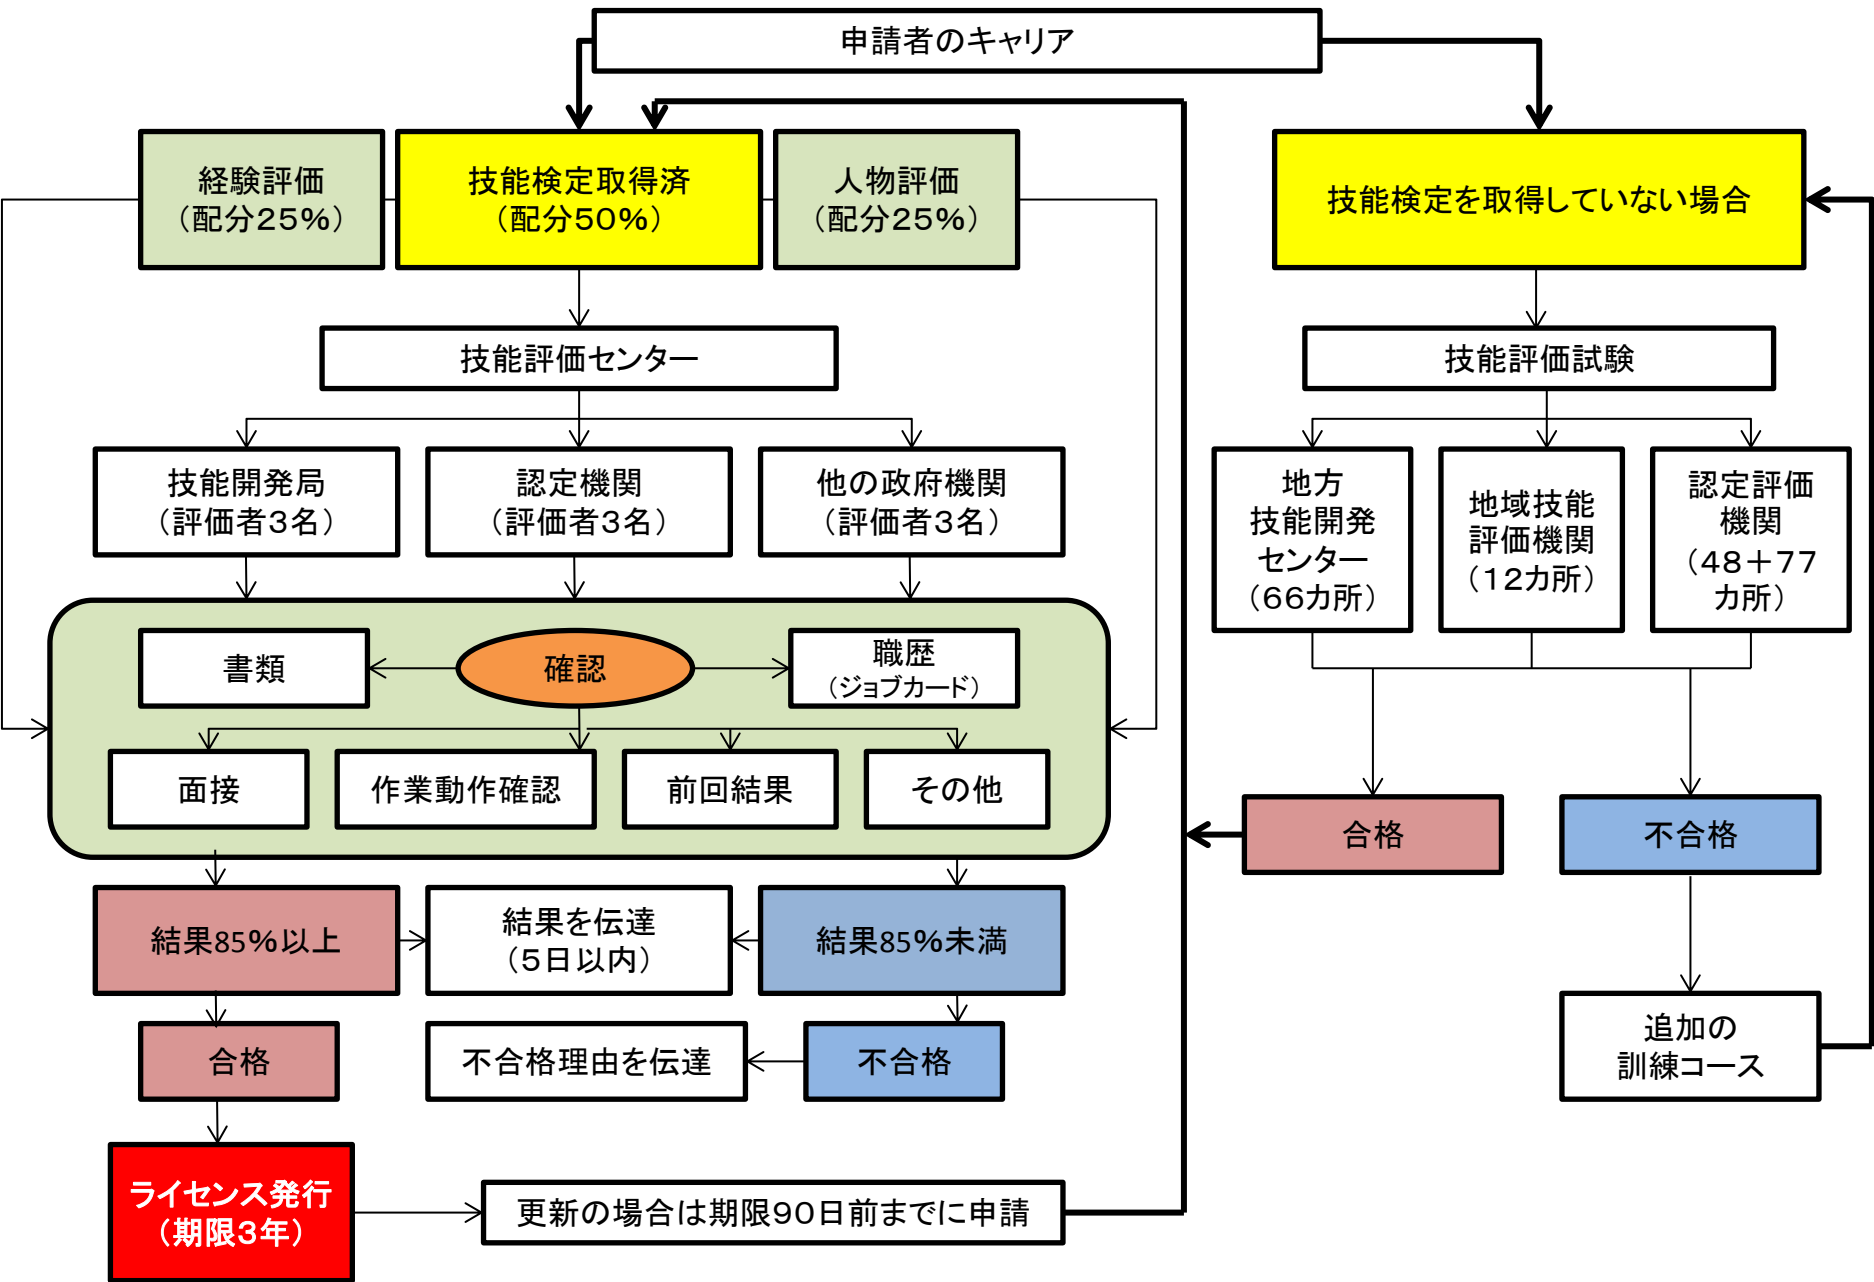 申請者のキャリア
経験評価
（配分２５％）
技能検定取得済
（配分５０％）
人物評価
（配分２５％）
技能検定を取得していない場合
技能評価センター
技能評価試験
技能開発局
（評価者３名）
認定機関
（評価者３名）
他の政府機関
（評価者３名）
地方
技能開発
センター
（６６カ所）
地域技能
評価機関
（１２カ所）
認定評価
機関
（４８＋７７
カ所）
書類
確認
職歴
（ジョブカード）
面接
作業動作確認
前回結果
その他
合格
不合格
結果85％以上
結果を伝達
（５日以内）
結果85％未満
合格
不合格理由を伝達
不合格
追加の
訓練コース
ライセンス発行
（期限３年）
更新の場合は期限９０日前までに申請